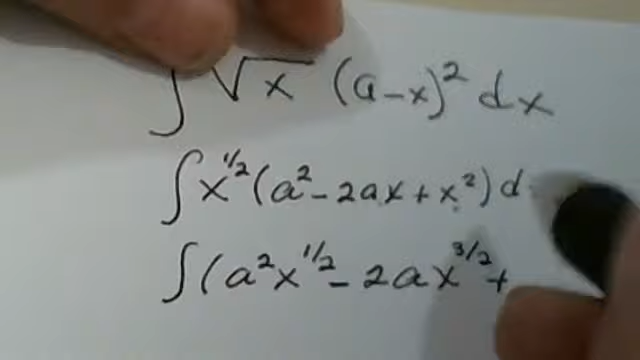 ∫√x (a-x)² dx
∫x^1/2 (a² - 2ax + x²) d
∫(a²x^1/2 - 2ax^3/2 +